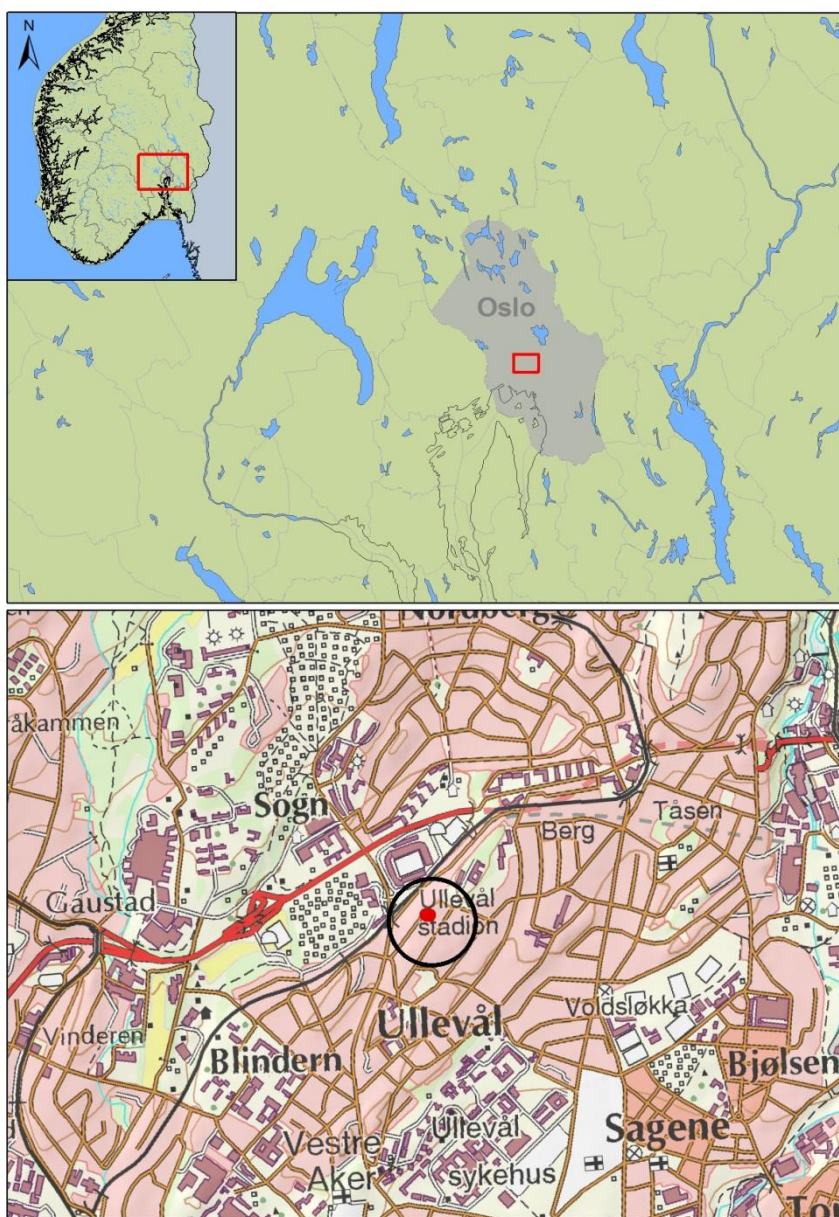 N
Oslo
Nordberg
åkammen
Sogn
Berg
Tåsen
Gaustad
Ullevål
stadion
Vinderen
Blindern
Ullevål
Voldsløkka
Bjølsen
Vestre
Aker
Ullevål
sykehus
Sagene